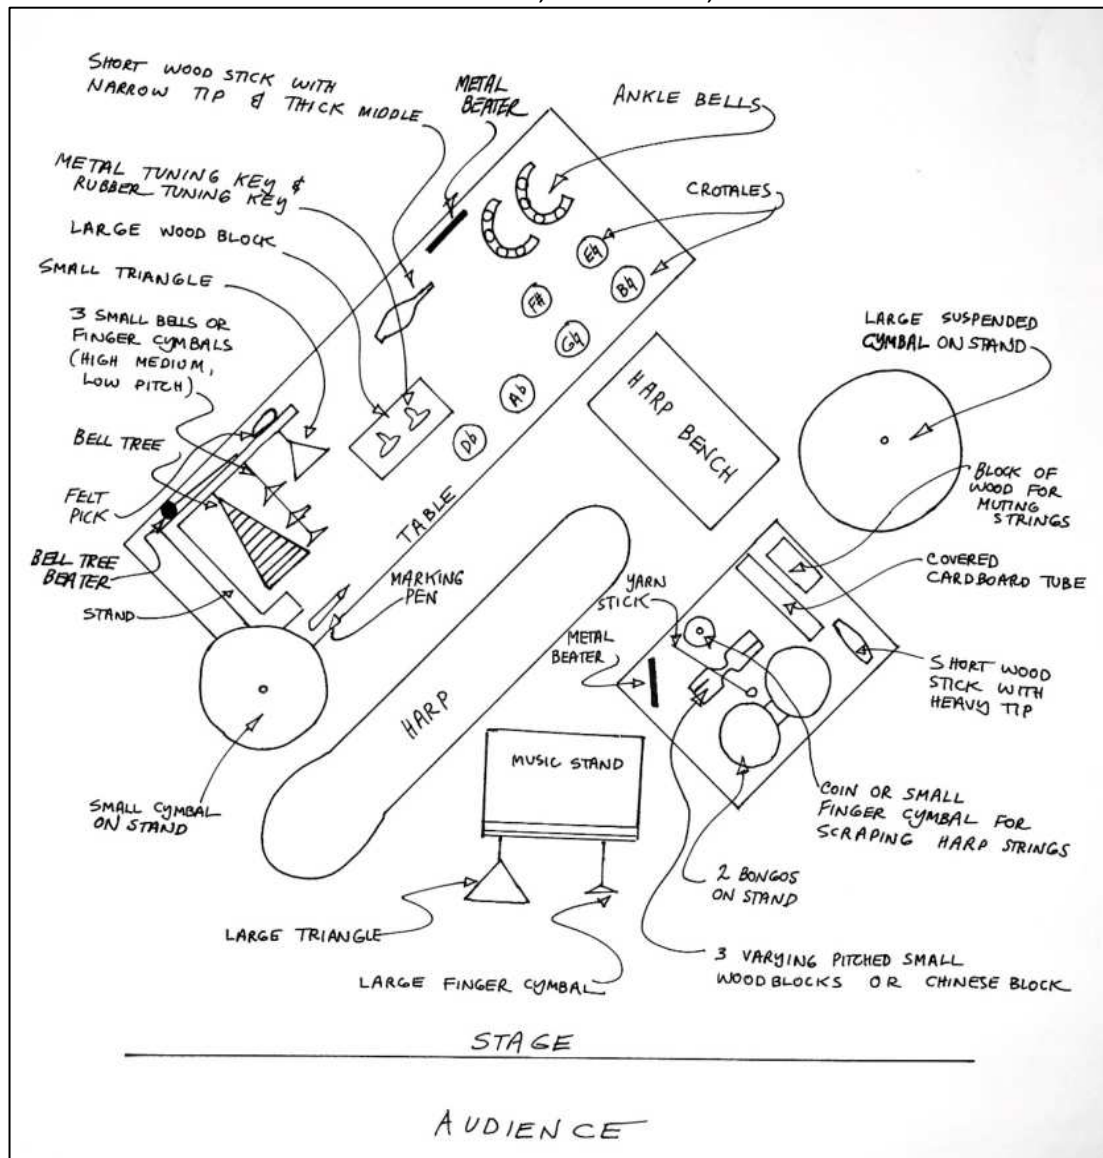 SHORT WOOD STICK WITH
NARROW TIP & THICK MIDDLE
METAL
BEATER
ANKLE BELLS
METAL TUNING KEY &
RUBBER TUNING KEY
CROTALES
LARGE WOOD BLOCK
SMALL TRIANGLE
3 SMALL BELLS OR
FINGER CYMBALS
(HIGH MEDIUM,
LOW PITCH)
BELL TREE
FELT
PICK
BELL TREE
BEATER
STAND
E♮
B♮
F#
G♮
A♭
D♭
TABLE
MARKING
PEN
HARP BENCH
LARGE SUSPENDED
CYMBAL ON STAND
BLOCK OF
WOOD FOR
MUTING
STRINGS
COVERED
CARDBOARD TUBE
YARN
STICK
METAL
BEATER
SHORT WOOD
STICK WITH
HEAVY TIP
HARP
MUSIC STAND
SMALL CYMBAL
ON STAND
COIN OR SMALL
FINGER CYMBAL FOR
SCRAPING HARP STRINGS
2 BONGOS
ON STAND
LARGE TRIANGLE
LARGE FINGER CYMBAL
3 VARYING PITCHED SMALL
WOODBLOCKS OR CHINESE BLOCK
STAGE
AUDIENCE